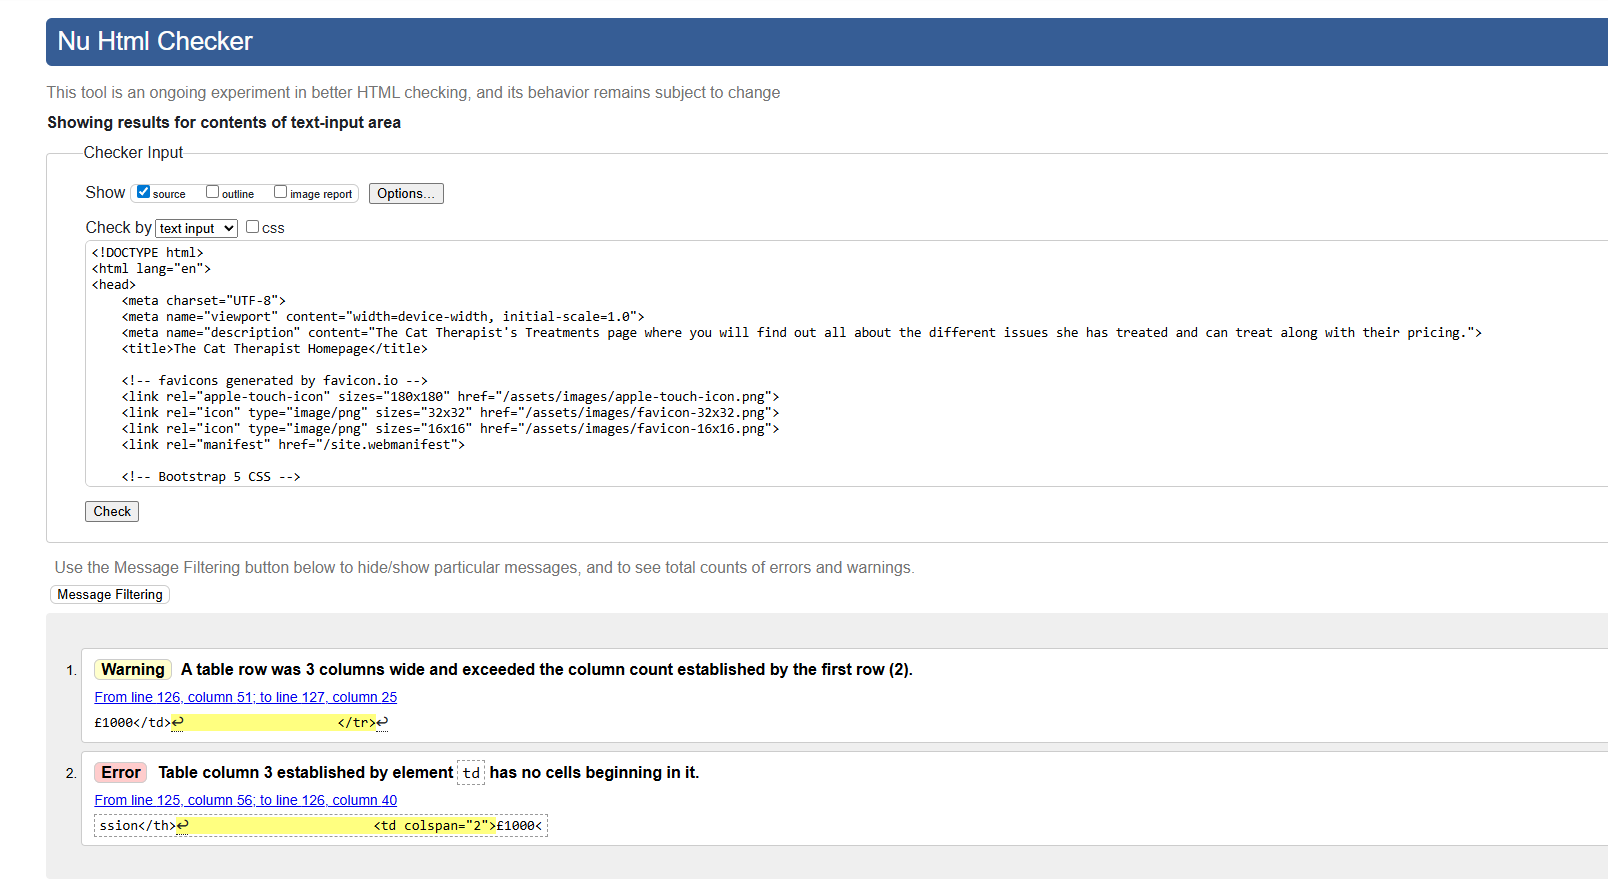 Nu Html Checker
This tool is an ongoing experiment in better HTML checking, and its behavior remains subject to change
Showing results for contents of text-input area
Checker Input
Show source outline image report Options...
Check by text input css
<!DOCTYPE html>
<html lang="en">
<head>
    <meta charset="UTF-8">
    <meta name="viewport" content="width=device-width, initial-scale=1.0">
    <meta name="description" content="The Cat Therapist's Treatments page where you will find out all about the different issues she has treated and can treat along with their pricing.">
    <title>The Cat Therapist Homepage</title>
    <!-- favicons generated by favicon.io -->
    <link rel="apple-touch-icon" sizes="180x180" href="/assets/images/apple-touch-icon.png">
    <link rel="icon" type="image/png" sizes="32x32" href="/assets/images/favicon-32x32.png">
    <link rel="icon" type="image/png" sizes="16x16" href="/assets/images/favicon-16x16.png">
    <link rel="manifest" href="/site.webmanifest">
    <!-- Bootstrap 5 CSS -->
Check
Use the Message Filtering button below to hide/show particular messages, and to see total counts of errors and warnings.
Message Filtering
1. Warning A table row was 3 columns wide and exceeded the column count established by the first row (2).
From line 126, column 51; to line 127, column 25
£1000</td>↩                    </tr>↩
2. Error Table column 3 established by element td has no cells beginning in it.
From line 125, column 56; to line 126, column 40
ssion</th>↩                        <td colspan="2">£1000<